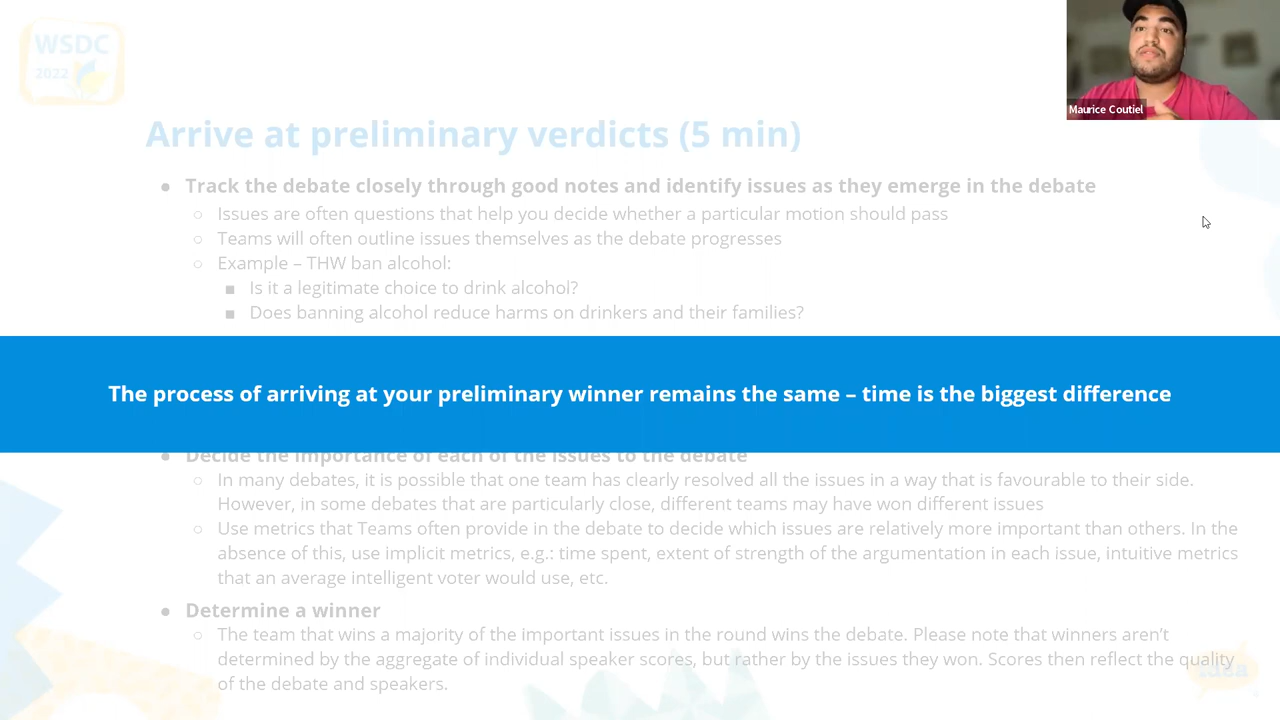 WSDC
2022
Maurice Coutiel
Arrive at preliminary verdicts (5 min)
● Track the debate closely through good notes and identify issues as they emerge in the debate
○ Issues are often questions that help you decide whether a particular motion should pass
○ Teams will often outline issues themselves as the debate progresses
○ Example – THW ban alcohol:
■ Is it a legitimate choice to drink alcohol?
■ Does banning alcohol reduce harms on drinkers and their families?
The process of arriving at your preliminary winner remains the same – time is the biggest difference
● Decide the importance of each of the issues to the debate
○ In many debates, it is possible that one team has clearly resolved all the issues in a way that is favourable to their side.
However, in some debates that are particularly close, different teams may have won different issues
○ Use metrics that Teams often provide in the debate to decide which issues are relatively more important than others. In the
absence of this, use implicit metrics, e.g.: time spent, extent of strength of the argumentation in each issue, intuitive metrics
that an average intelligent voter would use, etc.
● Determine a winner
○ The team that wins a majority of the important issues in the round wins the debate. Please note that winners aren't
determined by the aggregate of individual speaker scores, but rather by the issues they won. Scores then reflect the quality
of the debate and speakers.